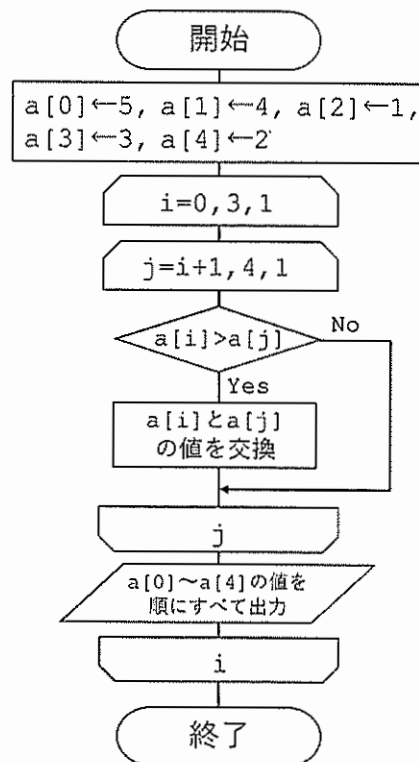 開始
a[0]←5, a[1]←4, a[2]←1,
a[3]←3, a[4]←2
i=0,3,1
j=i+1,4,1
a[i]>a[j]
No
Yes
a[i]とa[j]
の値を交換
j
a[0]～a[4]の値を
順にすべて出力
i
終了